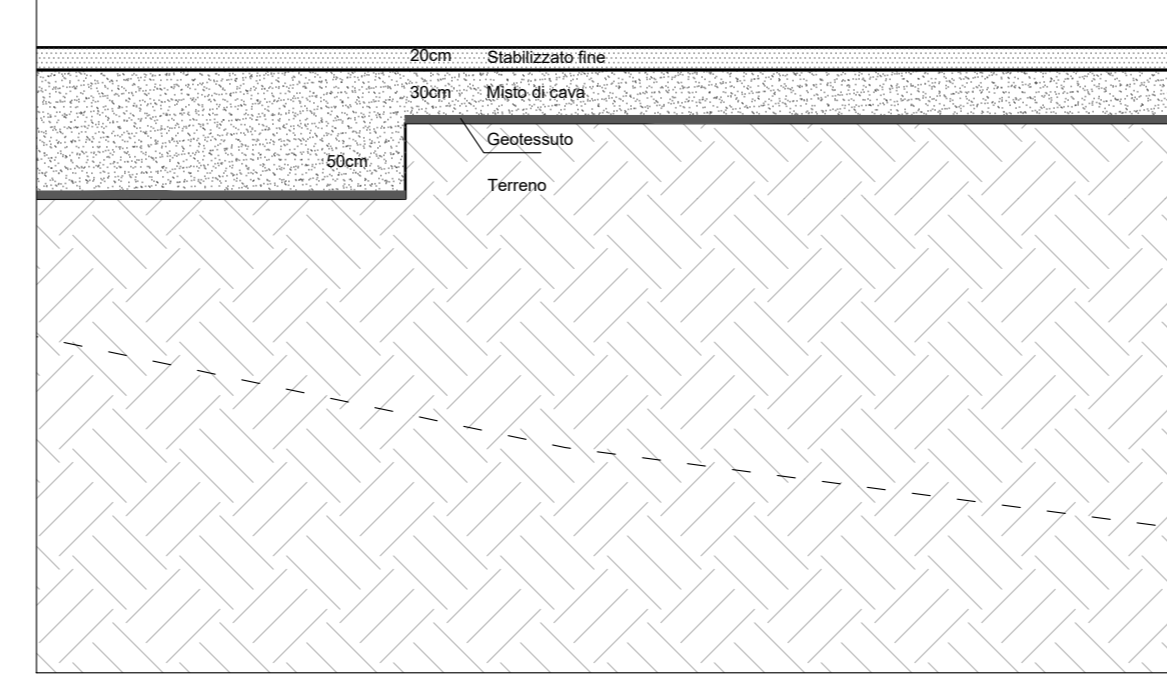 20cm Stabilizzato fine
30cm Misto di cava
Geotessuto
50cm
Terreno